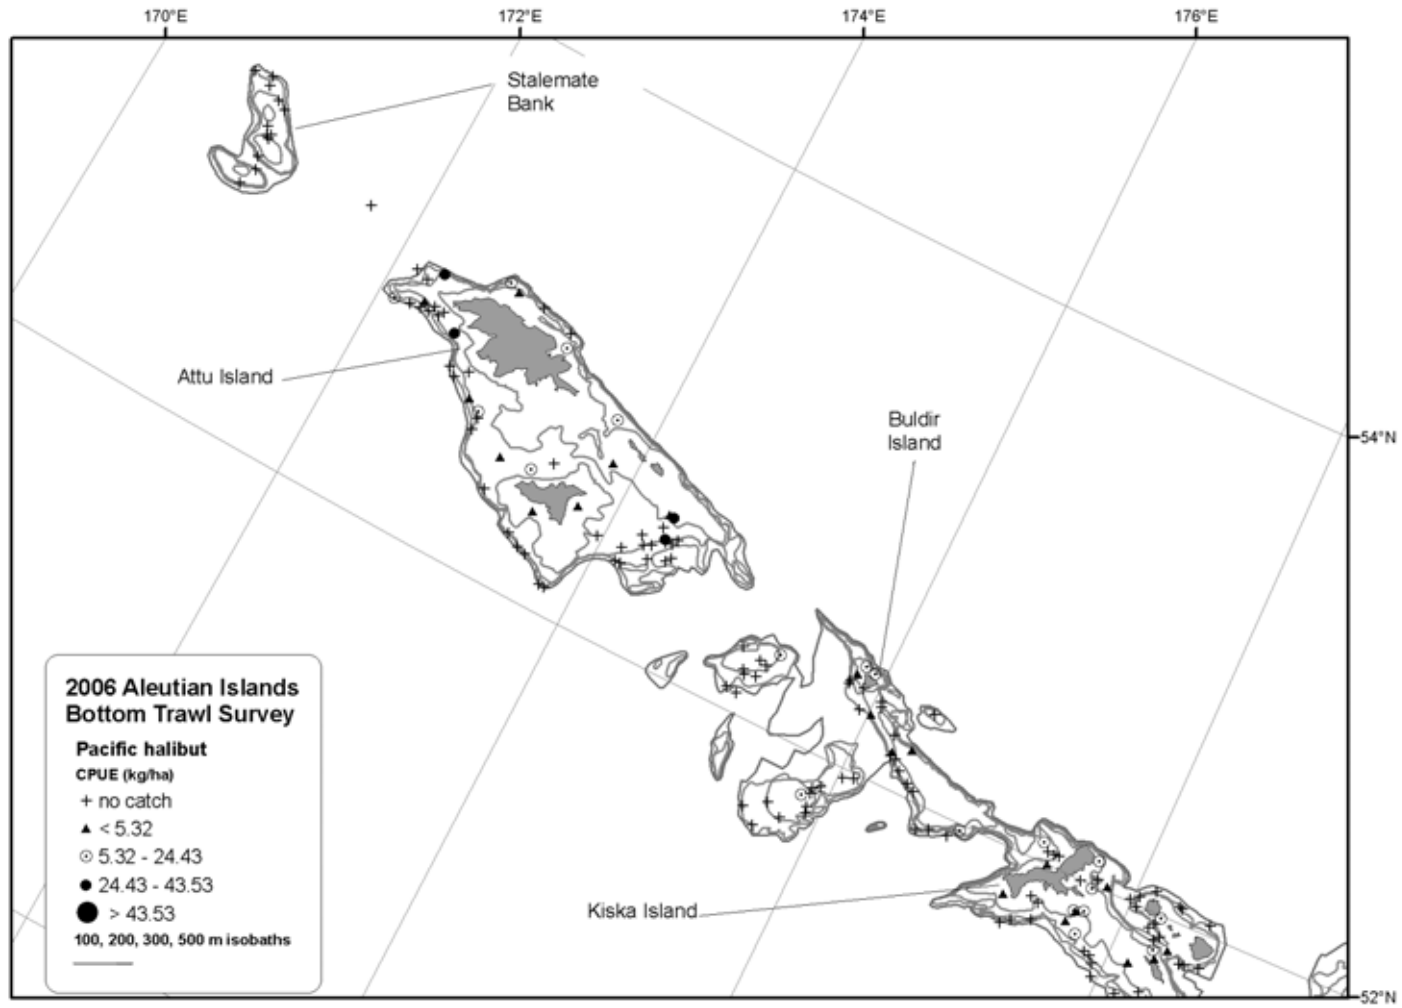 170°E
172°E
174°E
176°E
Stalemate
Bank
Attu Island
Buldir
Island
54°N
2006 Aleutian Islands
Bottom Trawl Survey
Pacific halibut
CPUE (kg/ha)
no catch
< 5.32
5.32 - 24.43
24.43 - 43.53
> 43.53
100, 200, 300, 500 m isobaths
Kiska Island
52°N